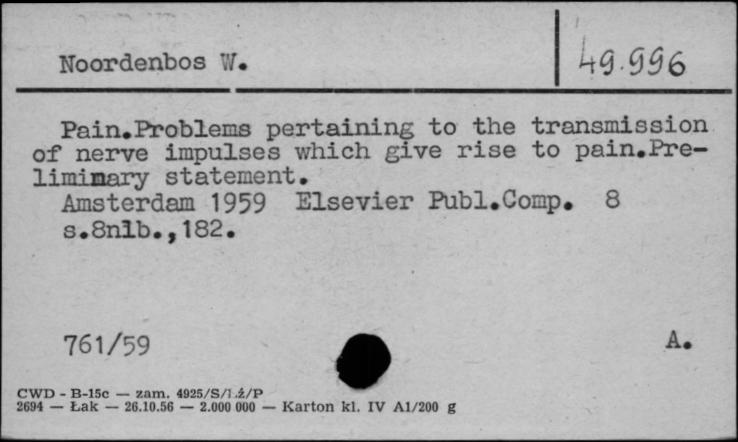 Noordenbos W.
49.996
Pain.Problems pertaining to the transmission
of nerve impulses which give rise to pain.Pre-
liminary statement.
Amsterdam 1959 Elsevier Publ.Comp. 8
s.8nlb.,182.
761/59
A.
CWD - B-15c — zam. 4925/S/Lź/P
2694 — Łak — 26.10.56 — 2.000 000 — Karton kl. IV A1/200 g